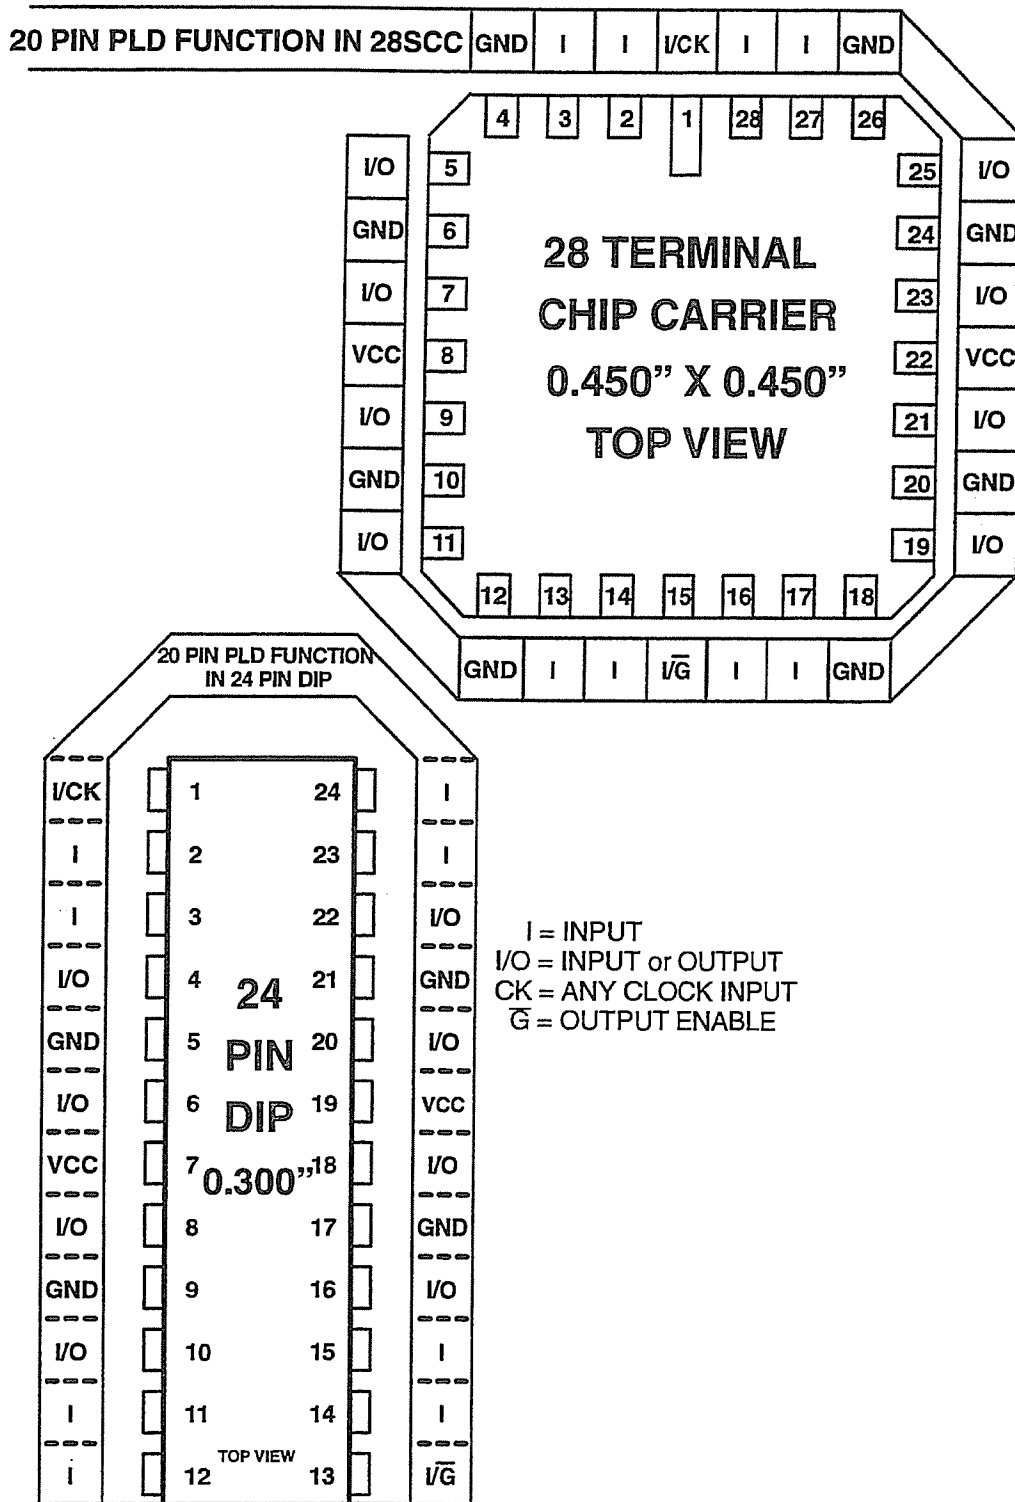 20 PIN PLD FUNCTION IN 28SCC GND I I I/CK I I GND
4 3 2 1 28 27 26
I/O 5 25 I/O
GND 6 24 GND
I/O 7 23 I/O
VCC 8 22 VCC
I/O 9 21 I/O
GND 10 20 GND
I/O 11 19 I/O
28 TERMINAL
CHIP CARRIER
0.450” X 0.450”
TOP VIEW
12 13 14 15 16 17 18
GND I I I/G̅ I I GND
20 PIN PLD FUNCTION
IN 24 PIN DIP
I/CK 1 24 I
I 2 23 I
I 3 22 I/O
I/O 4 21 GND
GND 5 20 I/O
I/O 6 19 VCC
VCC 7 18 I/O
I/O 8 17 GND
GND 9 16 I/O
I/O 10 15 I
I 11 14 I
I 12 13 I/G̅
24
PIN
DIP
0.300”
TOP VIEW
I = INPUT
I/O = INPUT or OUTPUT
CK = ANY CLOCK INPUT
G̅ = OUTPUT ENABLE